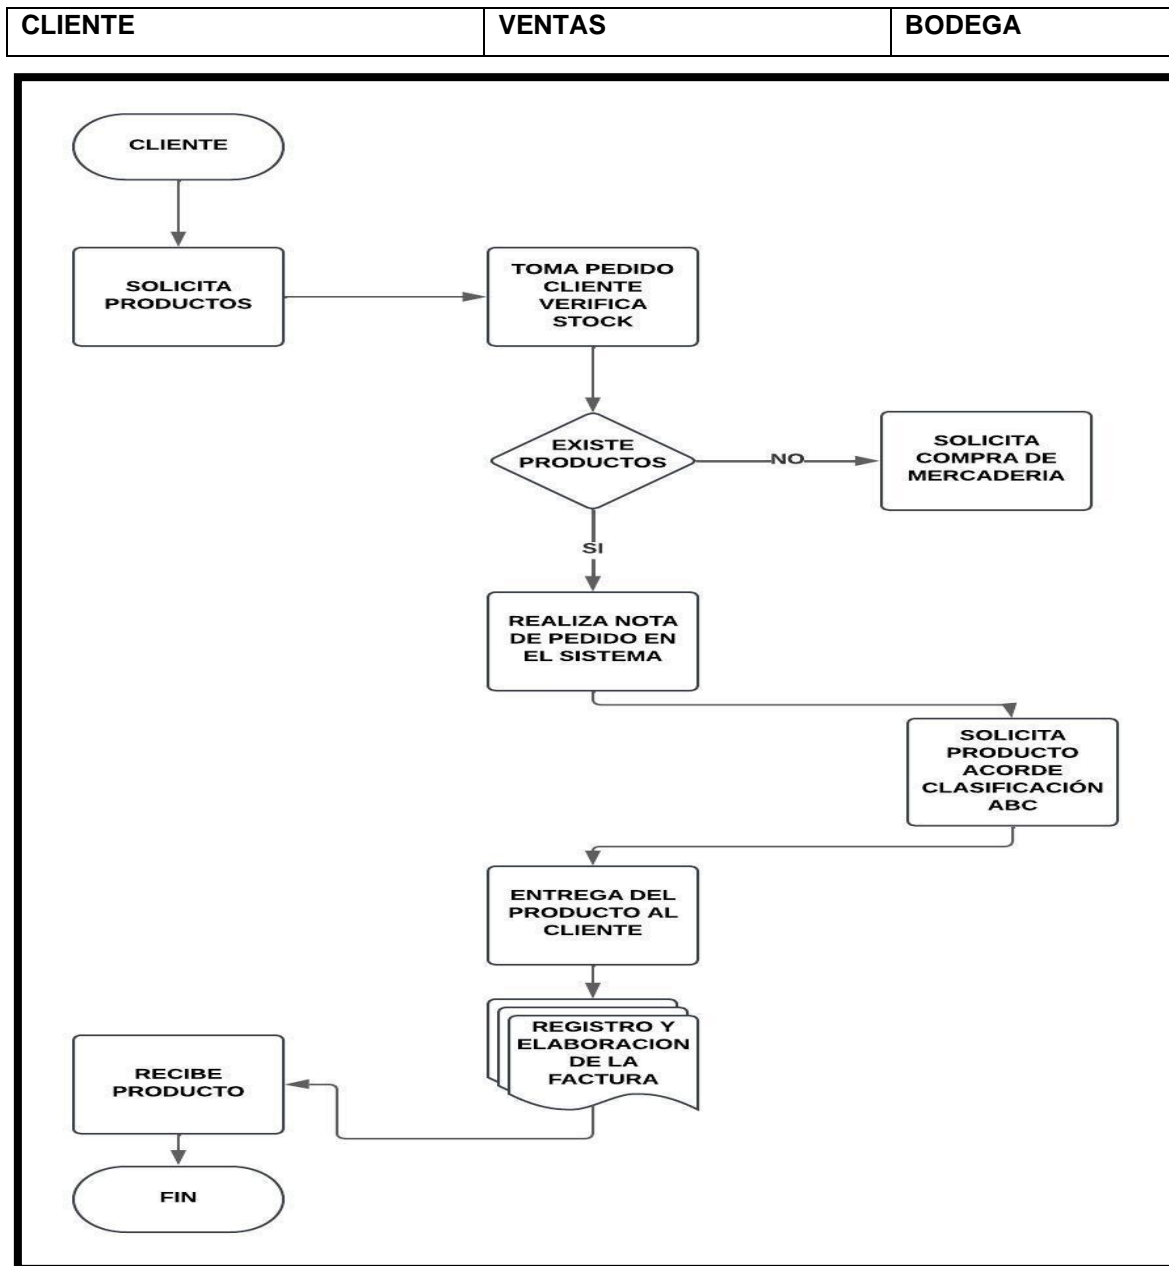 CLIENTE
VENTAS
BODEGA
CLIENTE
SOLICITA
PRODUCTOS
TOMA PEDIDO
CLIENTE
VERIFICA
STOCK
EXISTE
PRODUCTOS
NO
SOLICITA
COMPRA DE
MERCADERIA
SI
REALIZA NOTA
DE PEDIDO EN
EL SISTEMA
SOLICITA
PRODUCTO
ACORDE
CLASIFICACIÓN
ABC
ENTREGA DEL
PRODUCTO AL
CLIENTE
REGISTRO Y
ELABORACION
DE LA
FACTURA
RECIBE
PRODUCTO
FIN